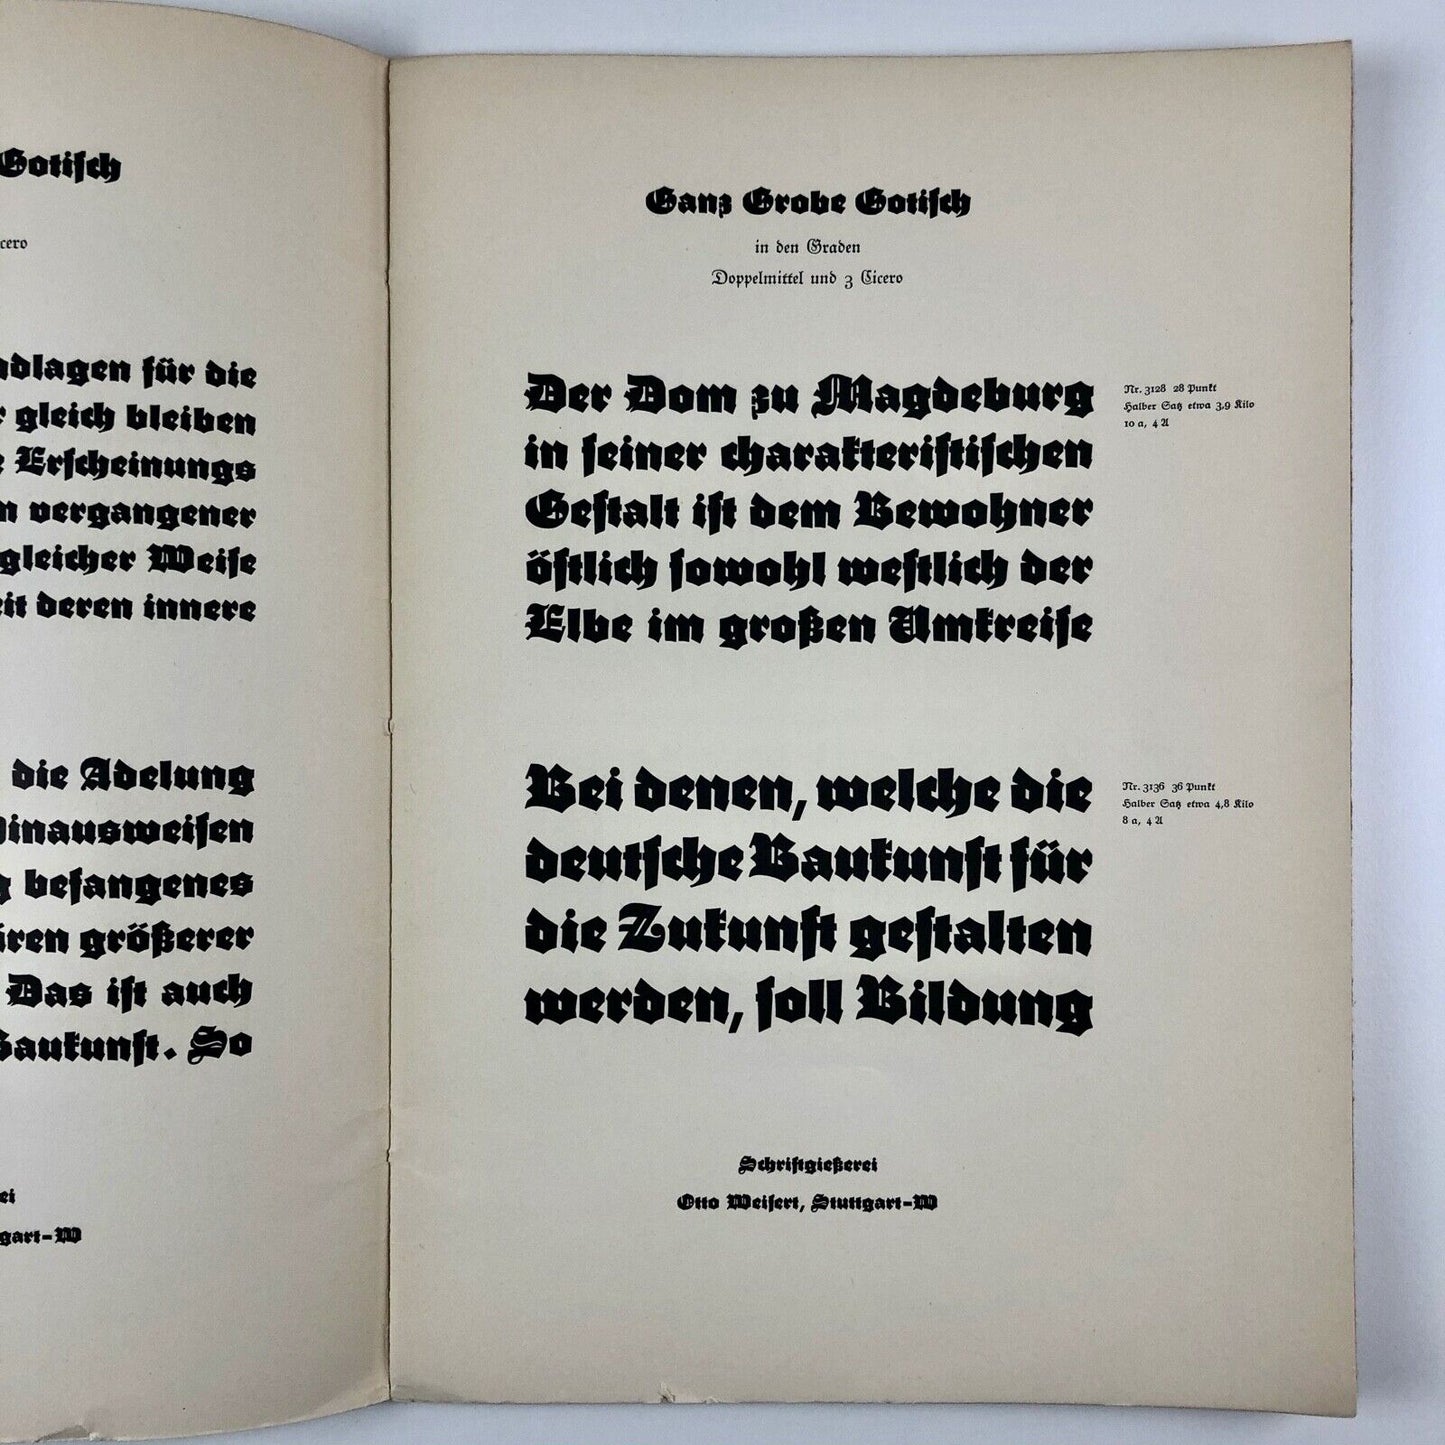 Gotisch
cero
für die
gleich bleiben
Erscheinungs
vergangener
gleicher Weise
deren innere
die Adelung
hinausweisen
befangenes
größerer
Das ist auch
Baukunst. So
ei
gart-W
Ganz Grobe Gotisch
in den Graden
Doppelmittel und 3 Cicero
Der Dom zu Magdeburg
in seiner charakteristischen
Gestalt ist dem Bewohner
östlich sowohl westlich der
Elbe im großen Umkreise
Nr. 3128 28 Punkt
Halber Satz etwa 3,9 Kilo
10 a, 4 A
Bei denen, welche die
deutsche Baukunst für
die Zukunft gestalten
werden, soll Bildung
Nr. 3136 36 Punkt
Halber Satz etwa 4,8 Kilo
8 a, 4 A
Schriftgießerei
Otto Weisert, Stuttgart-W